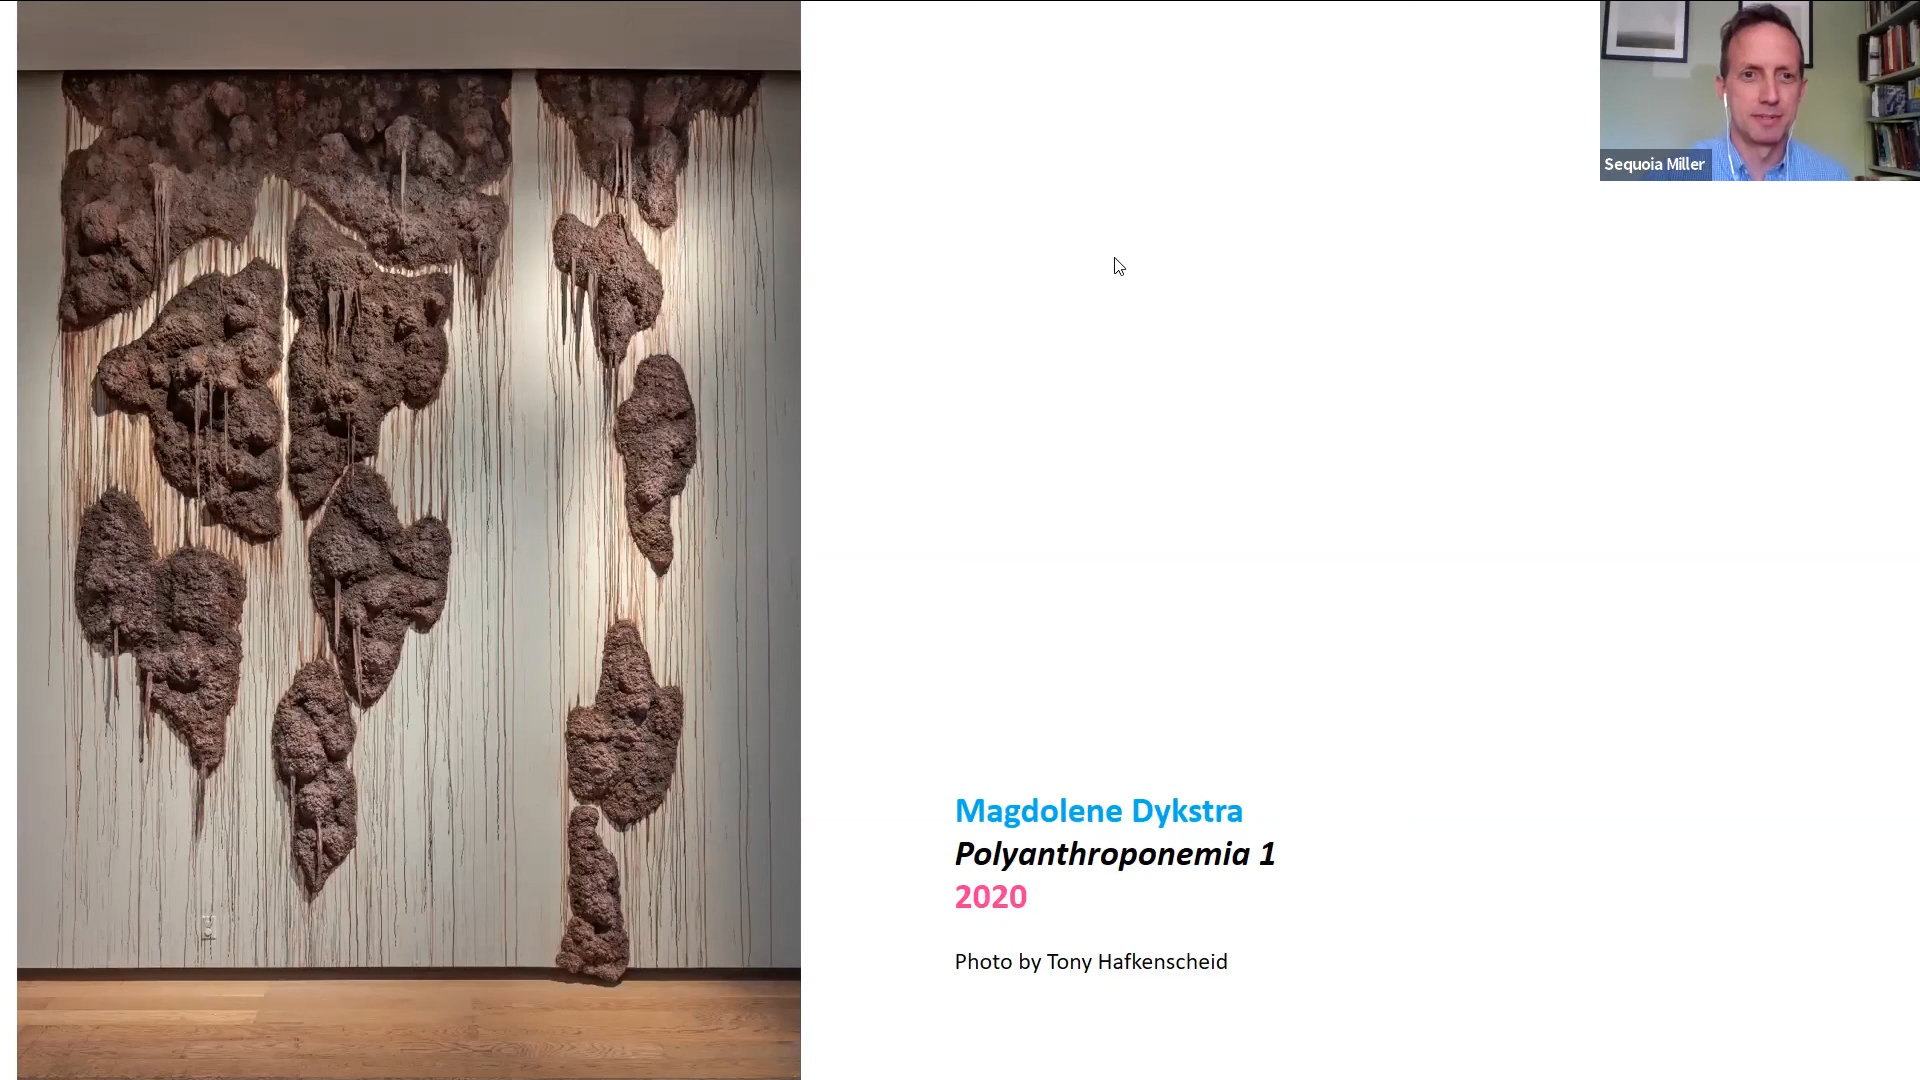 Sequoia Miller
Magdolene Dykstra
Polyanthroponemia 1
2020
Photo by Tony Hafkenscheid